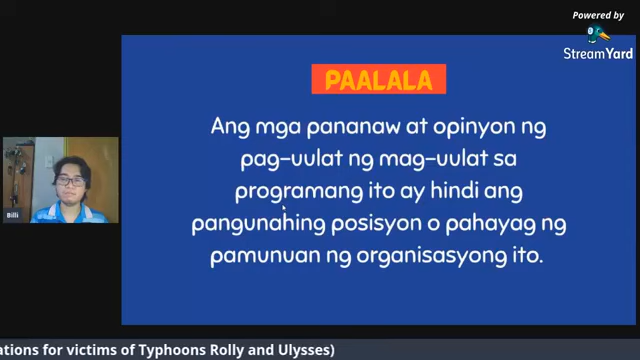 Powered by
StreamYard
PAALALA
Ang mga pananaw at opinyon ng
pag-uulat ng mag-uulat sa
programang ito ay hindi ang
pangunahing posisyon o pahayag ng
pamunuan ng organisasyong ito.
Billi
ations for victims of Typhoons Rolly and Ulysses)